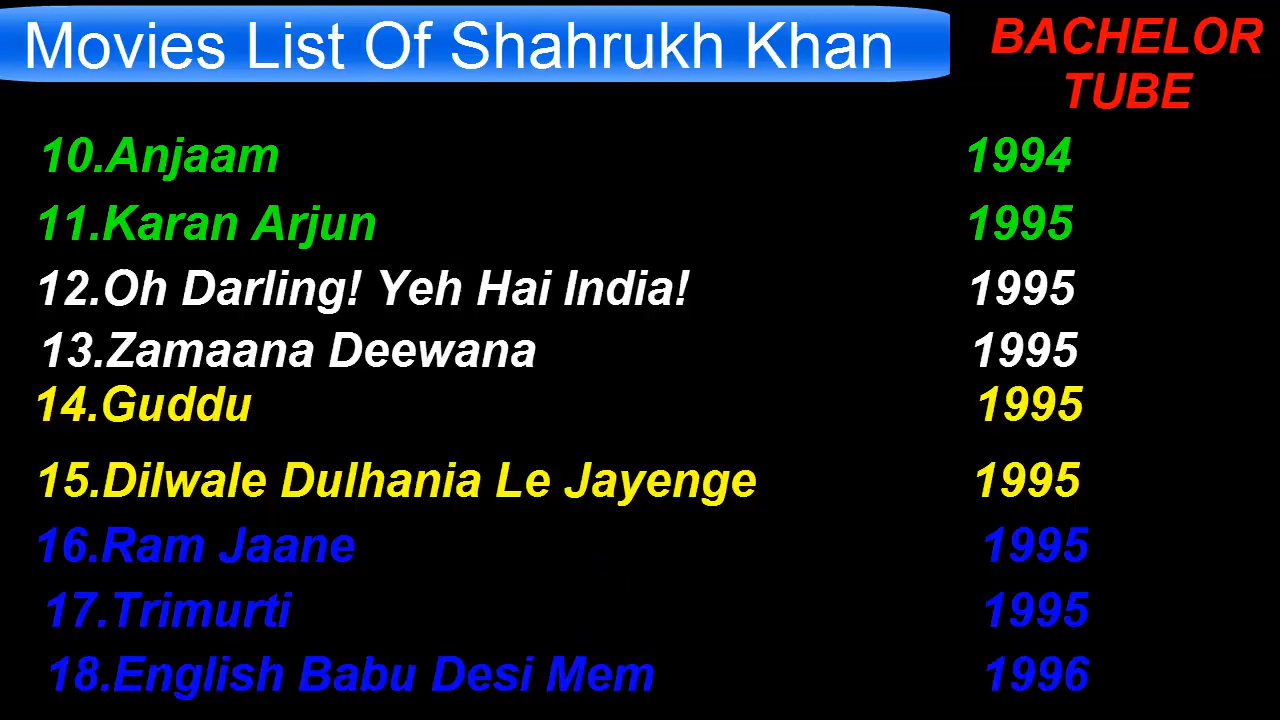 Movies List Of Shahrukh Khan
BACHELOR
TUBE
10.Anjaam 1994
11.Karan Arjun 1995
12.Oh Darling! Yeh Hai India! 1995
13.Zamaana Deewana 1995
14.Guddu 1995
15.Dilwale Dulhania Le Jayenge 1995
16.Ram Jaane 1995
17.Trimurti 1995
18.English Babu Desi Mem 1996